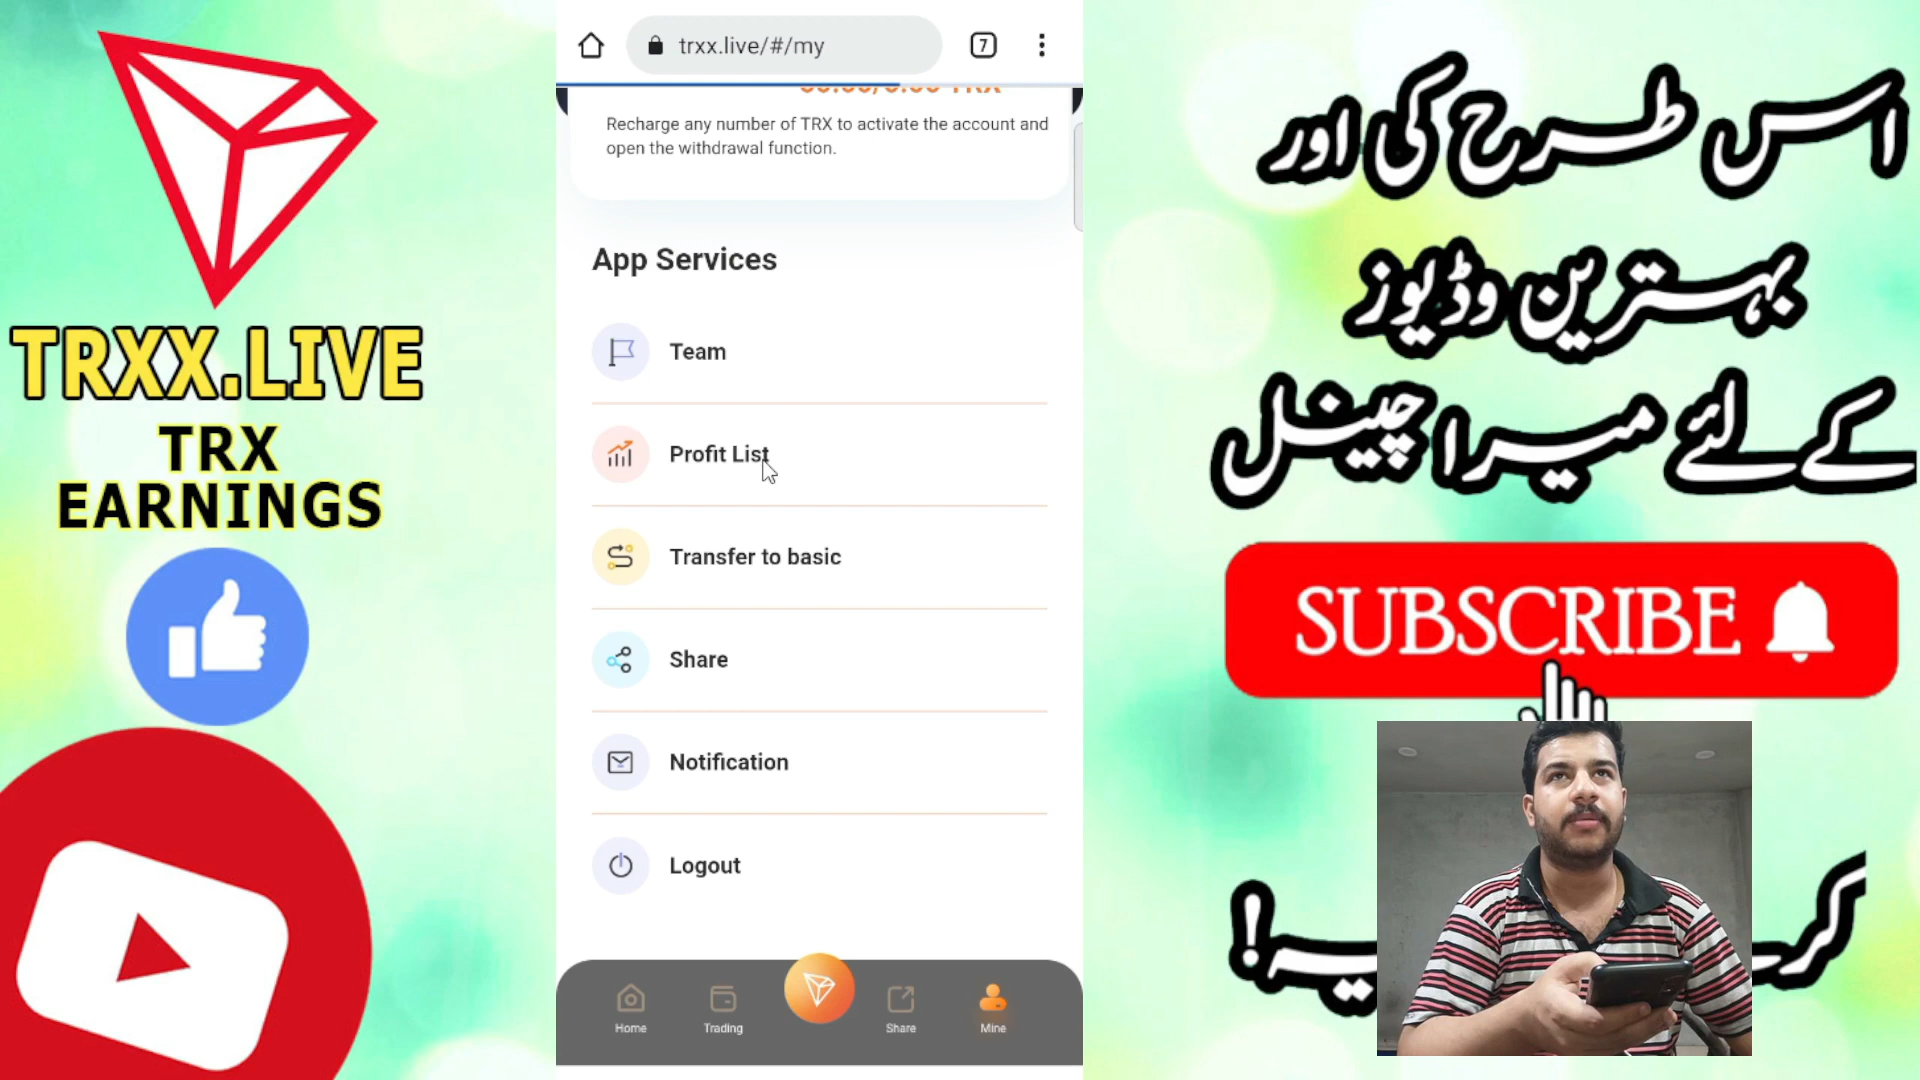 TRXX.LIVE
TRX
EARNINGS
trxx.live/#/my
7
Recharge any number of TRX to activate the account and
open the withdrawal function.
App Services
Team
Profit List
Transfer to basic
Share
Notification
Logout
Home
Trading
Share
Mine
اس طرح کی اور
بہترین وڈیوز
کے لئے میرا چینل
SUBSCRIBE